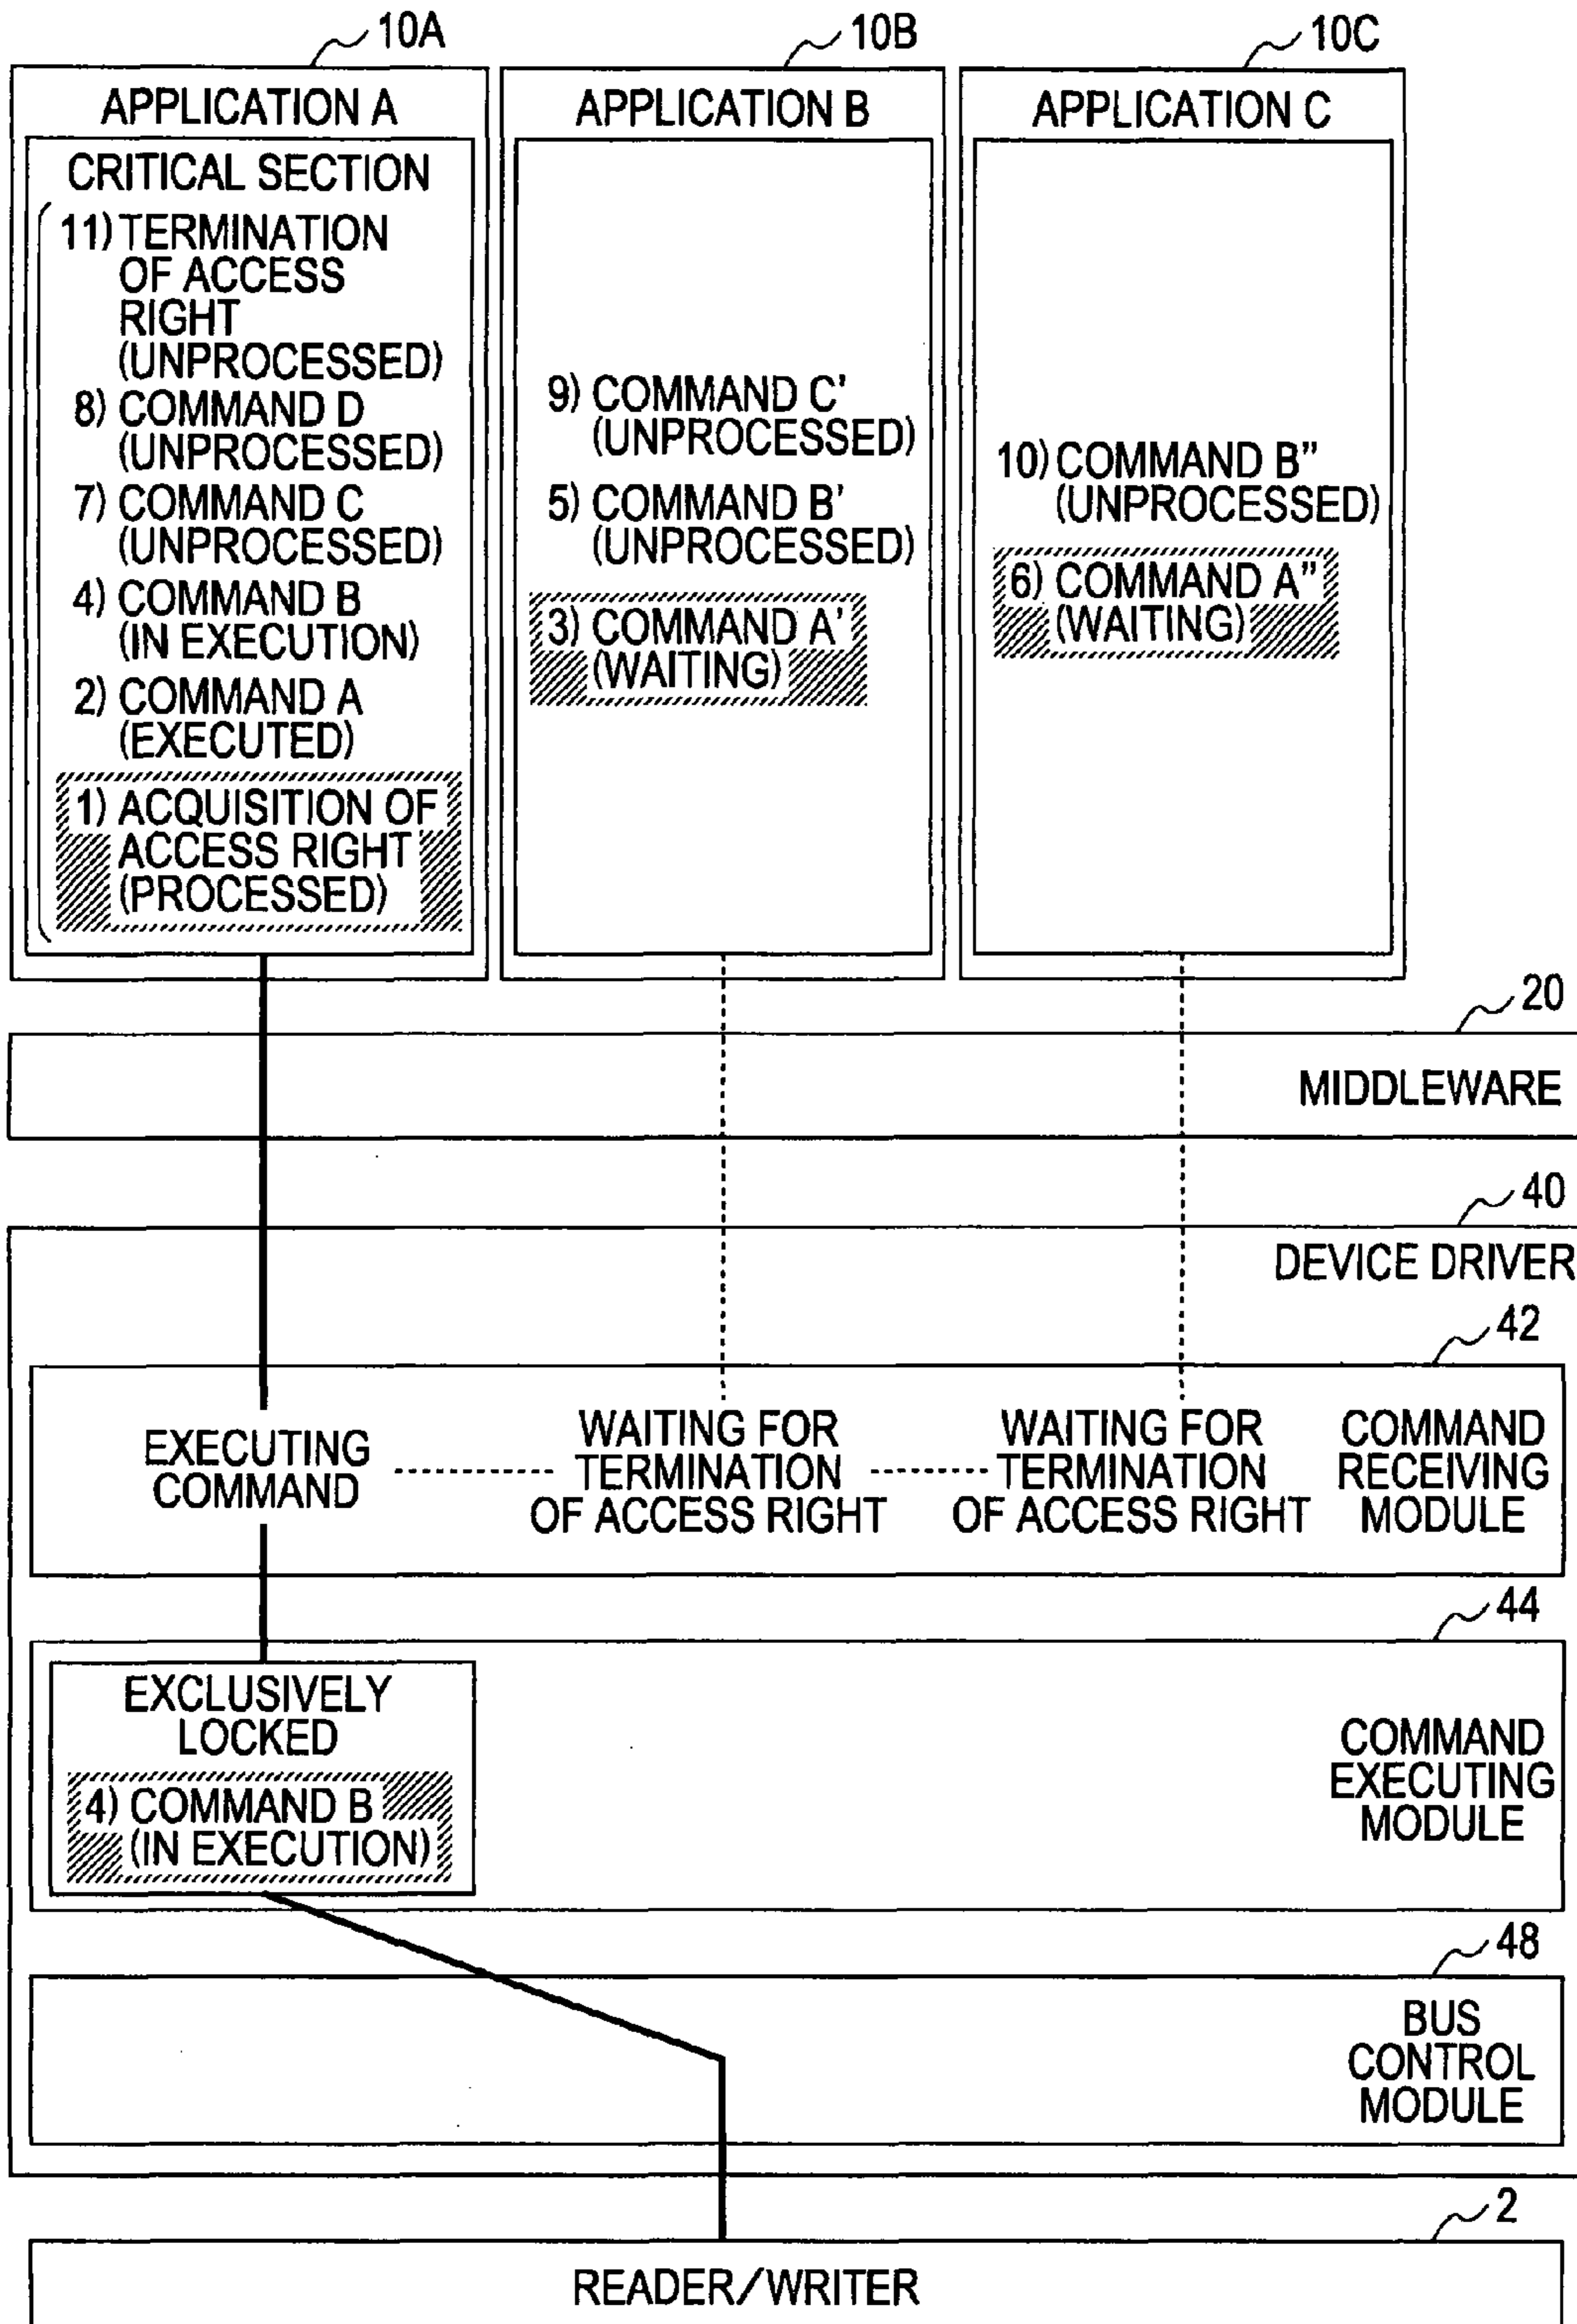 10A
10B
10C
APPLICATION A
CRITICAL SECTION
11) TERMINATION
OF ACCESS
RIGHT
(UNPROCESSED)
8) COMMAND D
(UNPROCESSED)
7) COMMAND C
(UNPROCESSED)
4) COMMAND B
(IN EXECUTION)
2) COMMAND A
(EXECUTED)
1) ACQUISITION OF
ACCESS RIGHT
(PROCESSED)
APPLICATION B
9) COMMAND C'
(UNPROCESSED)
5) COMMAND B'
(UNPROCESSED)
3) COMMAND A'
(WAITING)
APPLICATION C
10) COMMAND B"
(UNPROCESSED)
6) COMMAND A"
(WAITING)
20
MIDDLEWARE
40
DEVICE DRIVER
42
EXECUTING
COMMAND
WAITING FOR
TERMINATION
OF ACCESS RIGHT
WAITING FOR
TERMINATION
OF ACCESS RIGHT
COMMAND
RECEIVING
MODULE
44
EXCLUSIVELY
LOCKED
4) COMMAND B
(IN EXECUTION)
COMMAND
EXECUTING
MODULE
48
BUS
CONTROL
MODULE
2
READER/WRITER